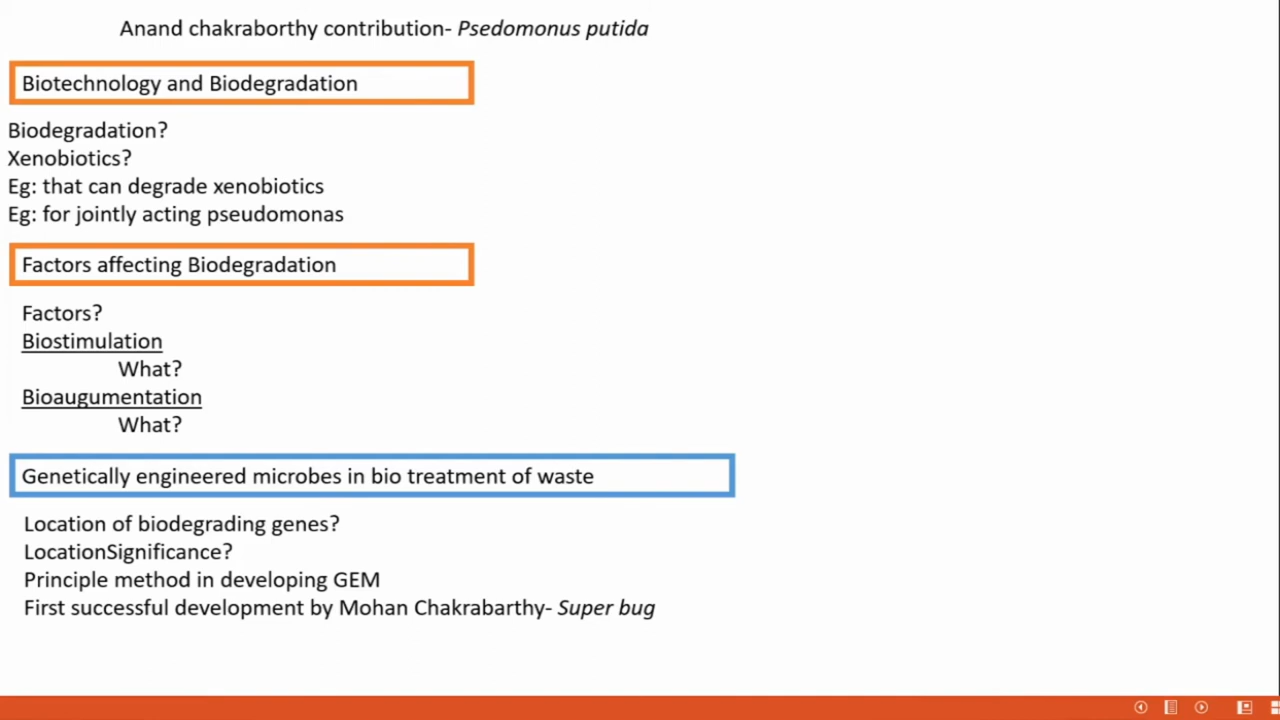 Anand chakraborthy contribution- Psedomonus putida
Biotechnology and Biodegradation
Biodegradation?
Xenobiotics?
Eg: that can degrade xenobiotics
Eg: for jointly acting pseudomonas
Factors affecting Biodegradation
Factors?
Biostimulation
What?
Bioaugumentation
What?
Genetically engineered microbes in bio treatment of waste
Location of biodegrading genes?
LocationSignificance?
Principle method in developing GEM
First successful development by Mohan Chakrabarthy- Super bug